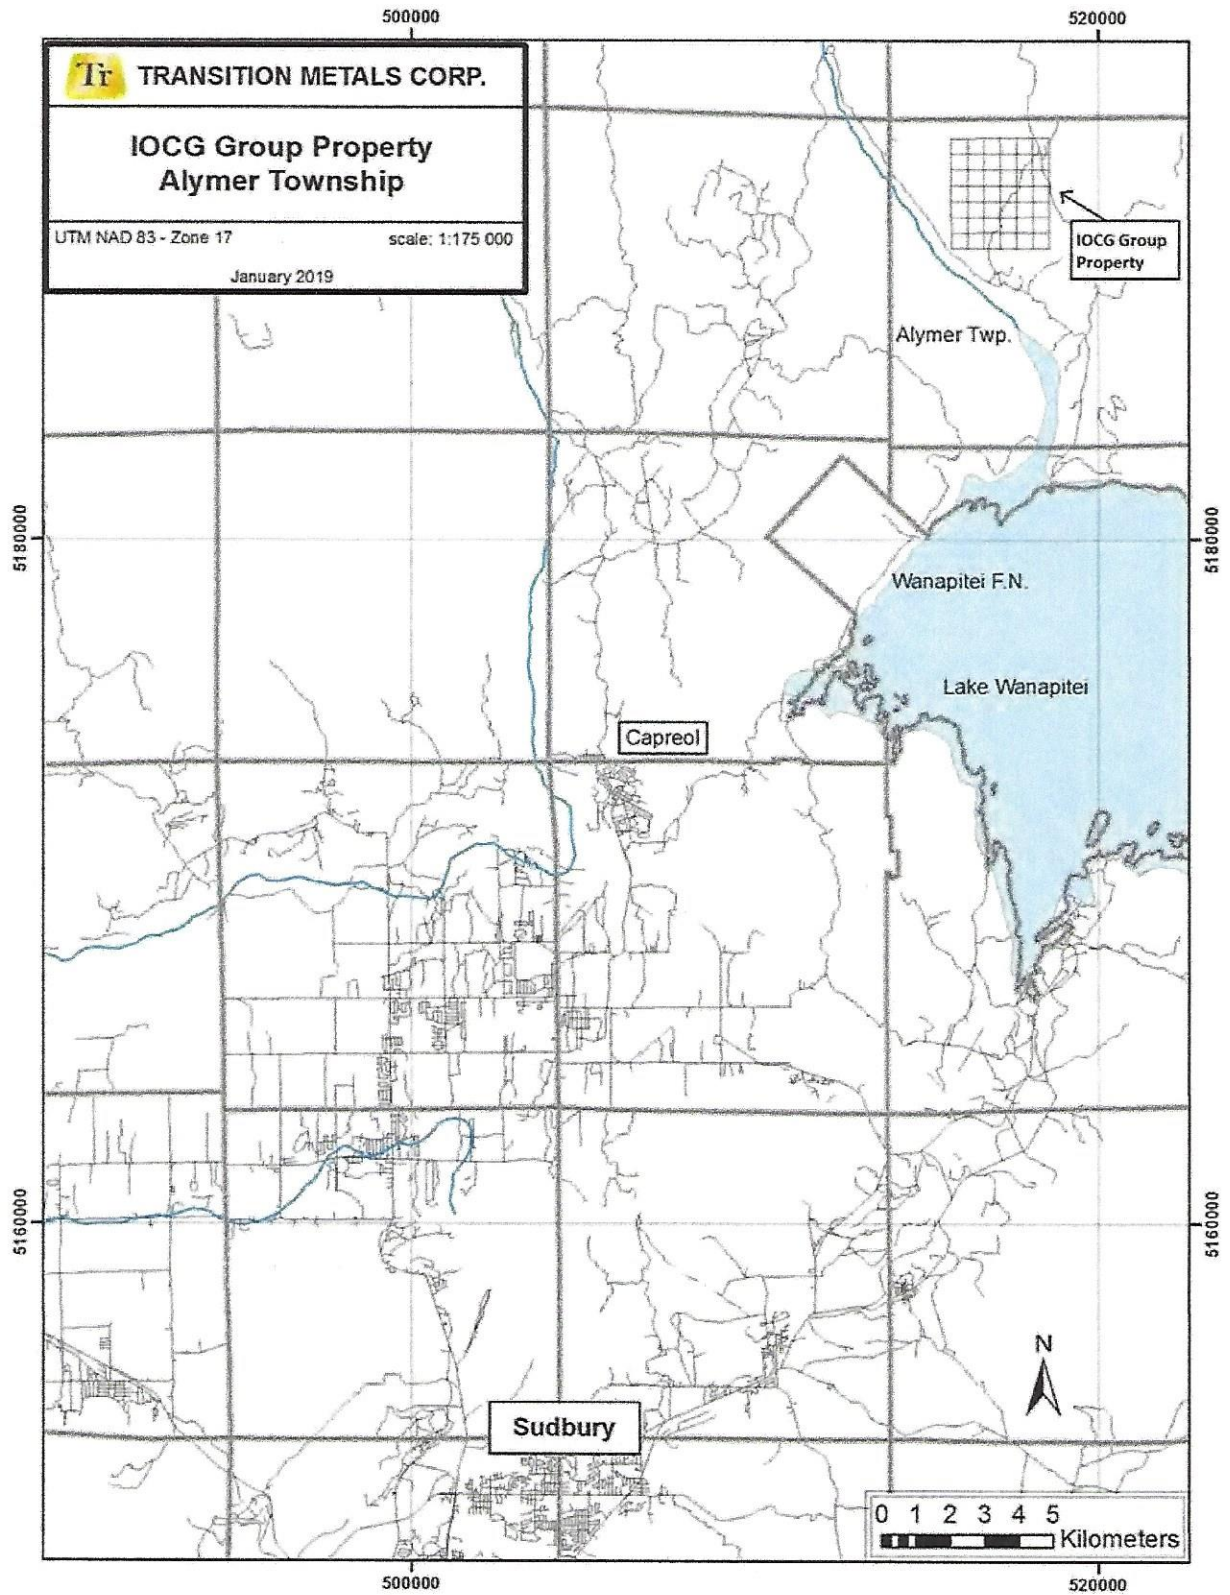 500000
520000
Tr TRANSITION METALS CORP.
IOCG Group Property
Alymer Township
UTM NAD 83 - Zone 17
scale: 1:175 000
January 2019
IOCG Group
Property
Alymer Twp.
5180000
5180000
Wanapitei F.N.
Lake Wanapitei
Capreol
5160000
5160000
N
Sudbury
0 1 2 3 4 5
Kilometers
500000
520000